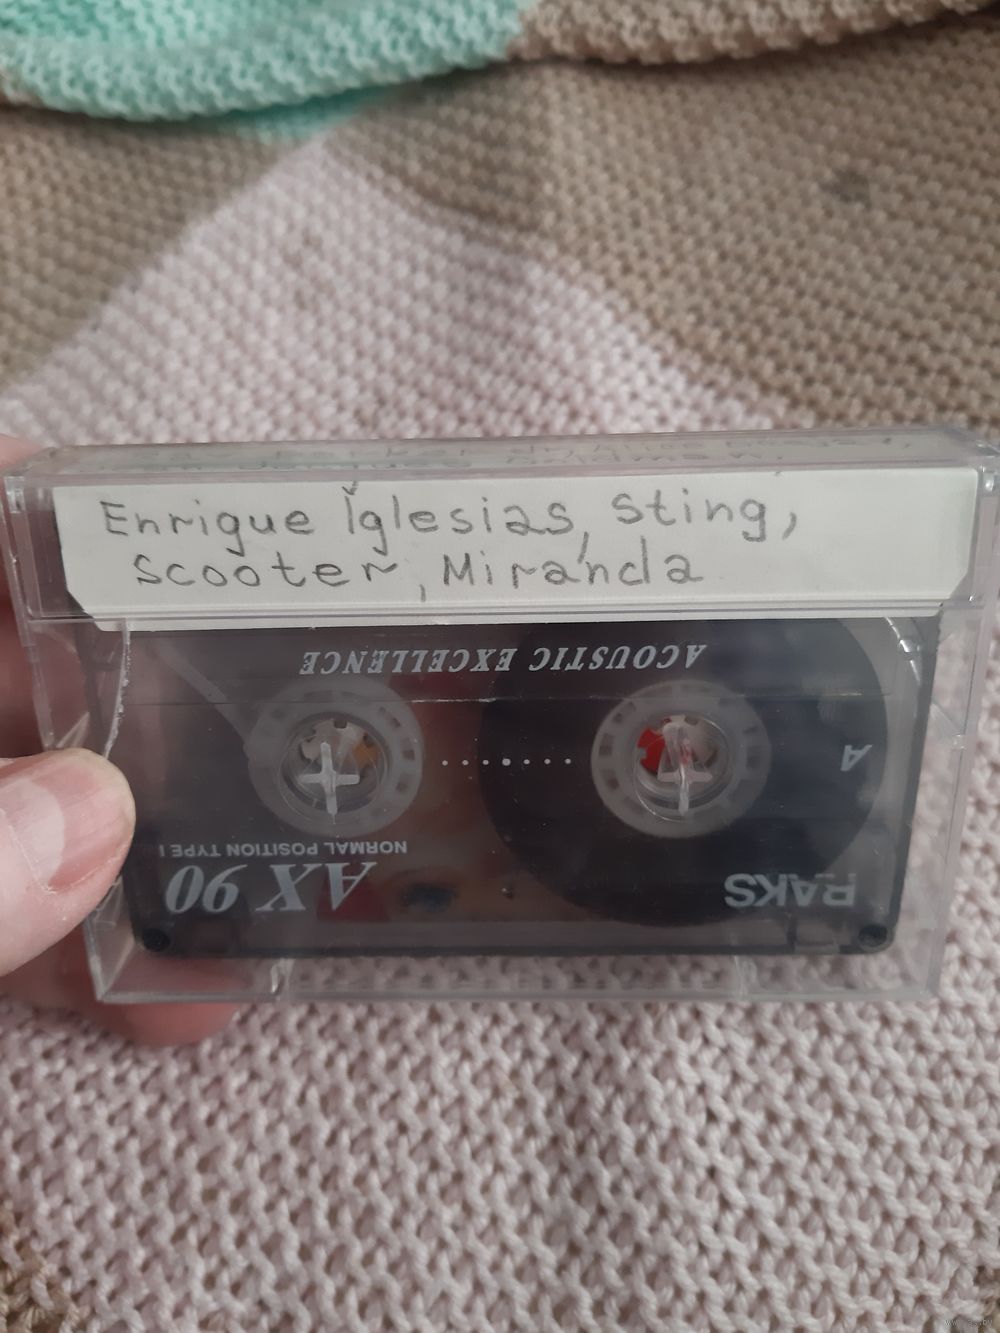 Enrique Iglesias, Sting,
Scooter, Miranda
ACOUSTIC EXCELLENCE
A
NORMAL POSITION TYPE I
AX 90
RAKS